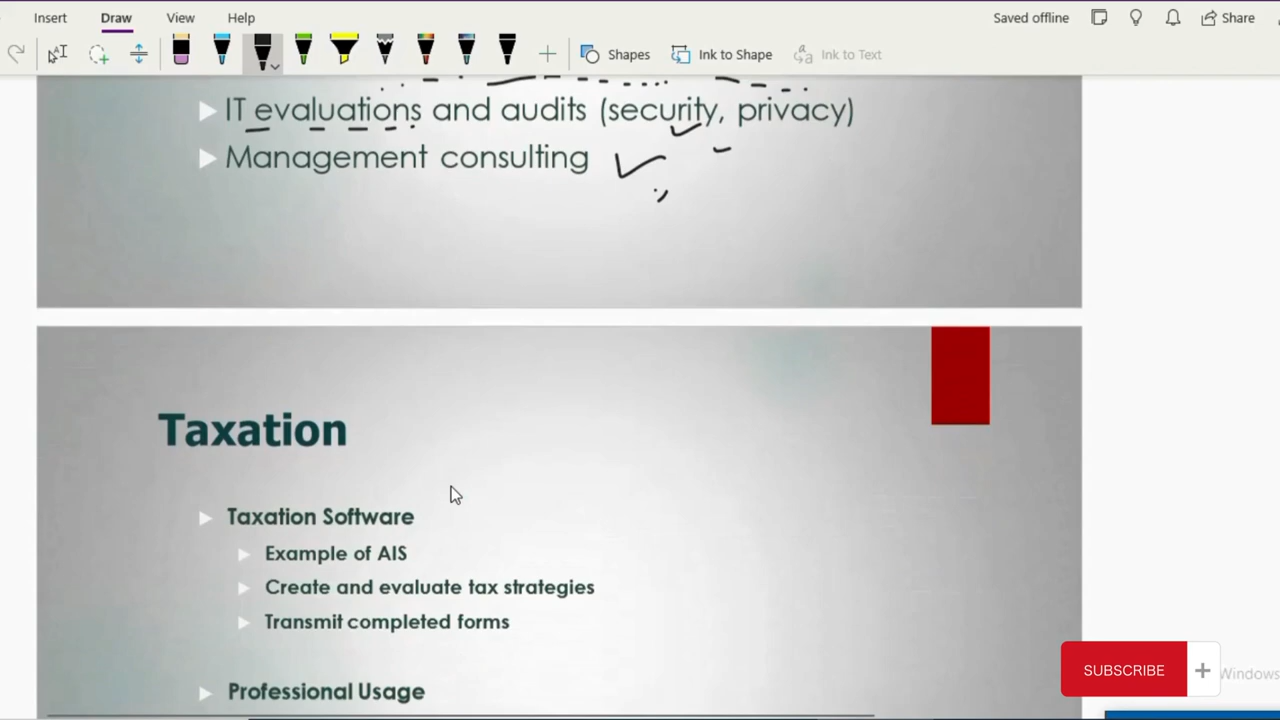 Insert Draw View Help Saved offline Share
Shapes Ink to Shape Ink to Text
IT evaluations and audits (security, privacy)
Management consulting
Taxation
Taxation Software
Example of AIS
Create and evaluate tax strategies
Transmit completed forms
SUBSCRIBE
Windows
Professional Usage